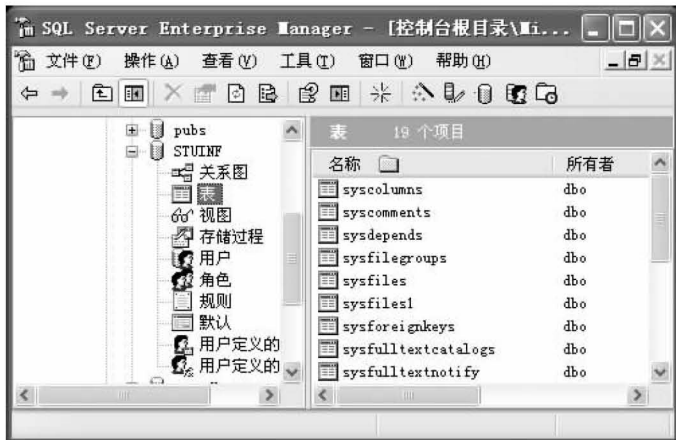 SQL Server Enterprise Manager - [控制台根目录\Mi...
文件(F) 操作(A) 查看(V) 工具(T) 窗口(W) 帮助(H)
pubs
STUINF
关系图
表
视图
存储过程
用户
角色
规则
默认
用户定义的
用户定义的
表 19 个项目
名称 所有者
syscolumns dbo
syscomments dbo
sysdepends dbo
sysfilegroups dbo
sysfiles dbo
sysfiles1 dbo
sysforeignkeys dbo
sysfulltextcatalogs dbo
sysfulltextnotify dbo